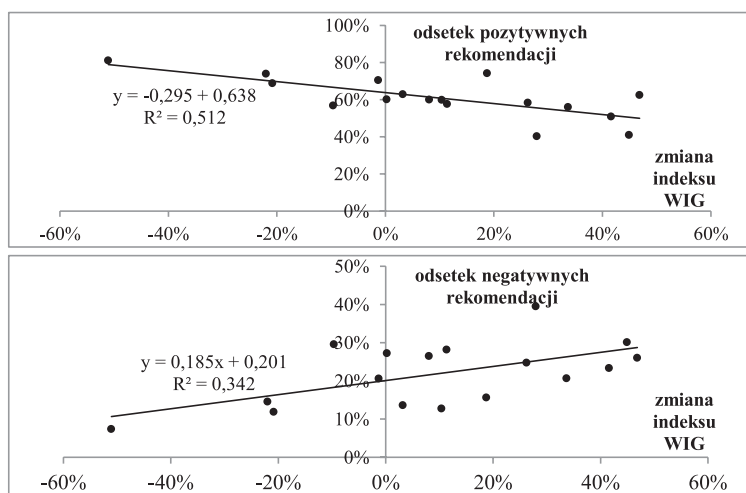 100%
odsetek pozytywnych
rekomendacji
80%
y = -0,295 + 0,638
R² = 0,512
60%
40%
zmiana
indeksu
WIG
20%
0%
-60% -40% -20% 0% 20% 40% 60%
50%
odsetek negatywnych
rekomendacji
40%
30%
y = 0,185x + 0,201
R² = 0,342
20%
10%
zmiana
indeksu
WIG
0%
-60% -40% -20% 0% 20% 40% 60%